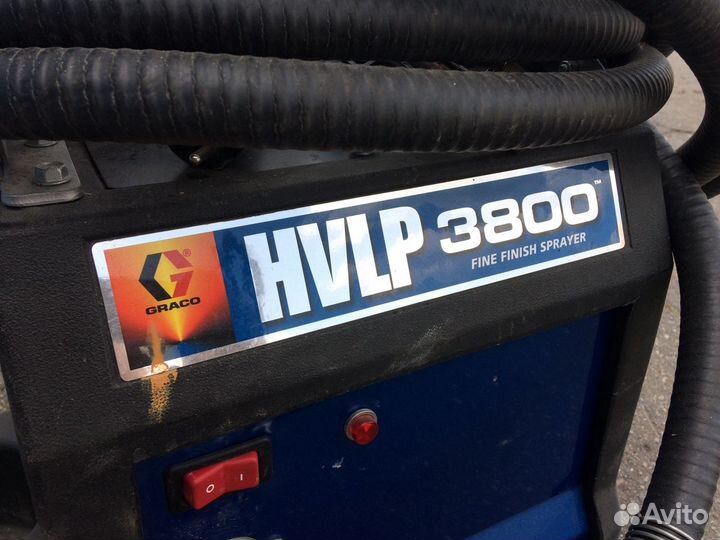 HVLP 3800™
FINE FINISH SPRAYER
G®
GRACO
O I
Avito